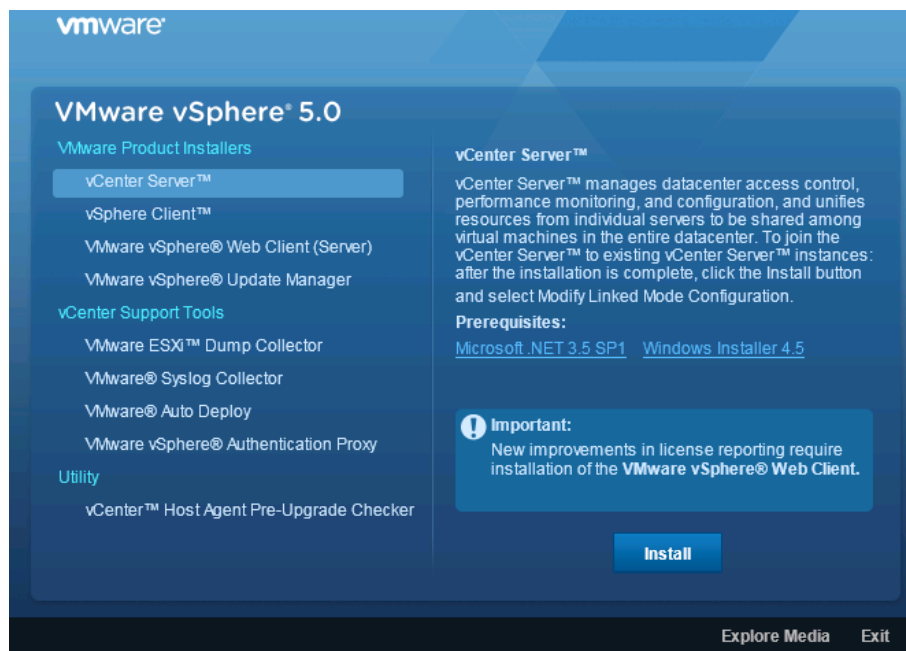 vmware®
VMware vSphere® 5.0
VMware Product Installers
vCenter Server™
vSphere Client™
VMware vSphere® Web Client (Server)
VMware vSphere® Update Manager
vCenter Support Tools
VMware ESXi™ Dump Collector
VMware® Syslog Collector
VMware® Auto Deploy
VMware vSphere® Authentication Proxy
Utility
vCenter™ Host Agent Pre-Upgrade Checker
vCenter Server™
vCenter Server™ manages datacenter access control,
performance monitoring, and configuration, and unifies
resources from individual servers to be shared among
virtual machines in the entire datacenter. To join the
vCenter Server™ to existing vCenter Server™ instances:
after the installation is complete, click the Install button
and select Modify Linked Mode Configuration.
Prerequisites:
Microsoft .NET 3.5 SP1 Windows Installer 4.5
Important:
New improvements in license reporting require
installation of the VMware vSphere® Web Client.
Install
Explore Media Exit